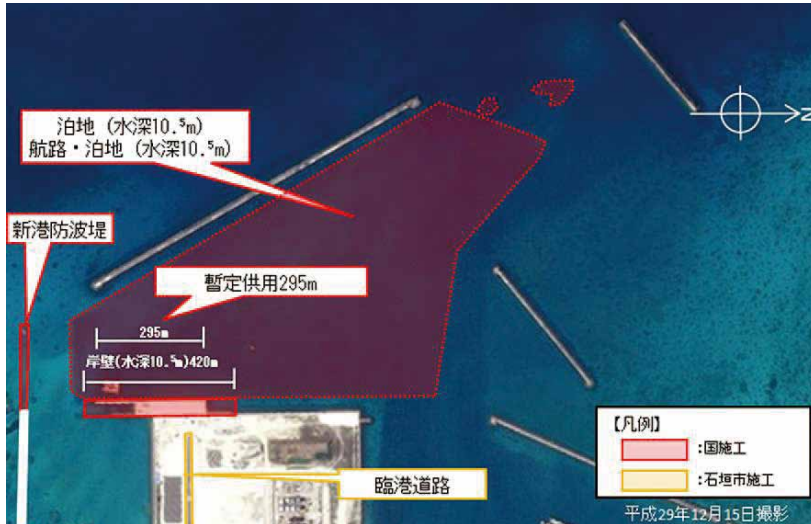 泊地（水深10.⁵m）
航路・泊地（水深10.⁵m）
N
新港防波堤
暫定供用295m
295m
岸壁(水深10.⁵m)420m
臨港道路
【凡例】
:国施工
:石垣市施工
平成29年12月15日撮影